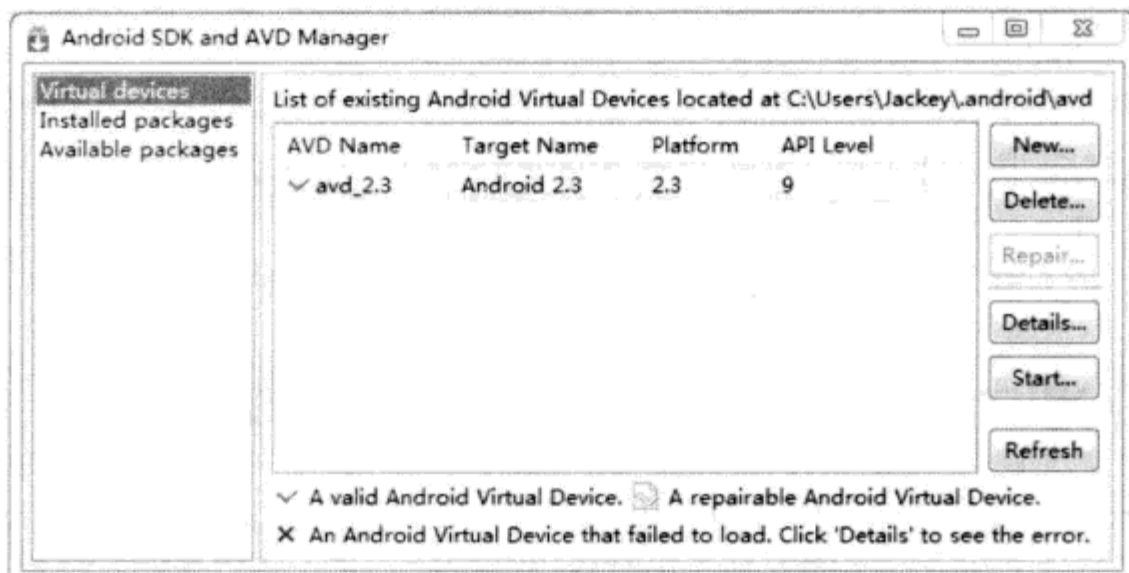 Android SDK and AVD Manager
Virtual devices
Installed packages
Available packages
List of existing Android Virtual Devices located at C:\Users\Jackey\.android\avd
AVD Name Target Name Platform API Level
avd_2.3 Android 2.3 2.3 9
New...
Delete...
Repair...
Details...
Start...
Refresh
A valid Android Virtual Device. A repairable Android Virtual Device.
An Android Virtual Device that failed to load. Click 'Details' to see the error.